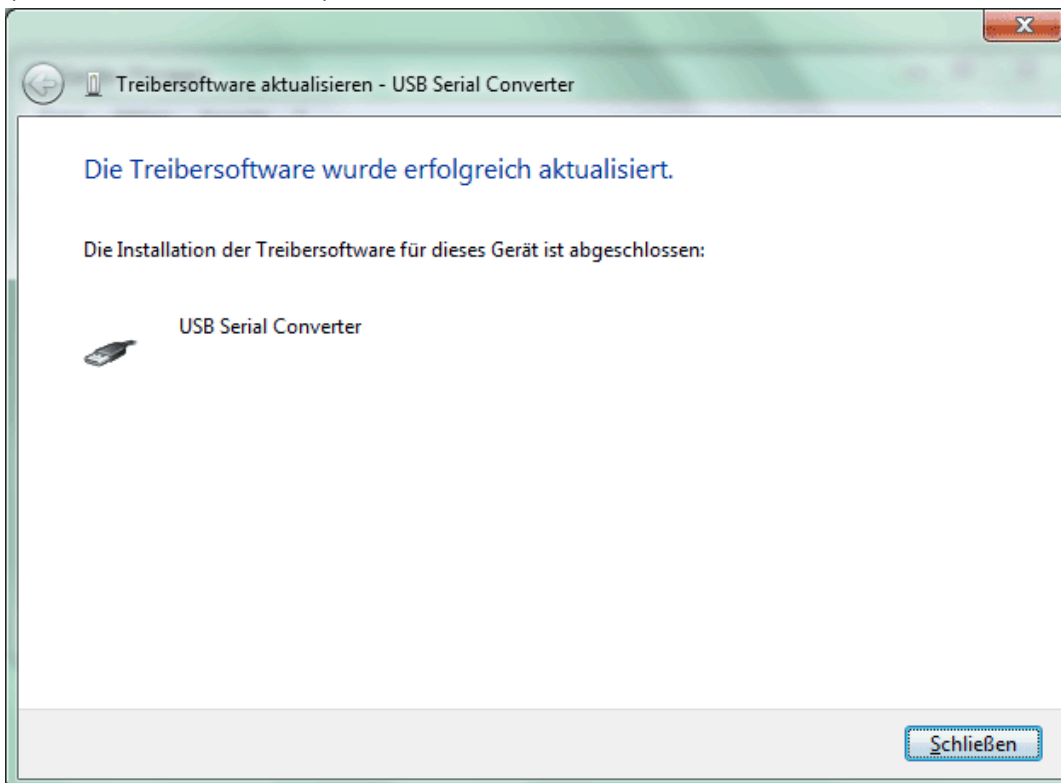 Treibersoftware aktualisieren - USB Serial Converter
Die Treibersoftware wurde erfolgreich aktualisiert.
Die Installation der Treibersoftware für dieses Gerät ist abgeschlossen:
USB Serial Converter
Schließen